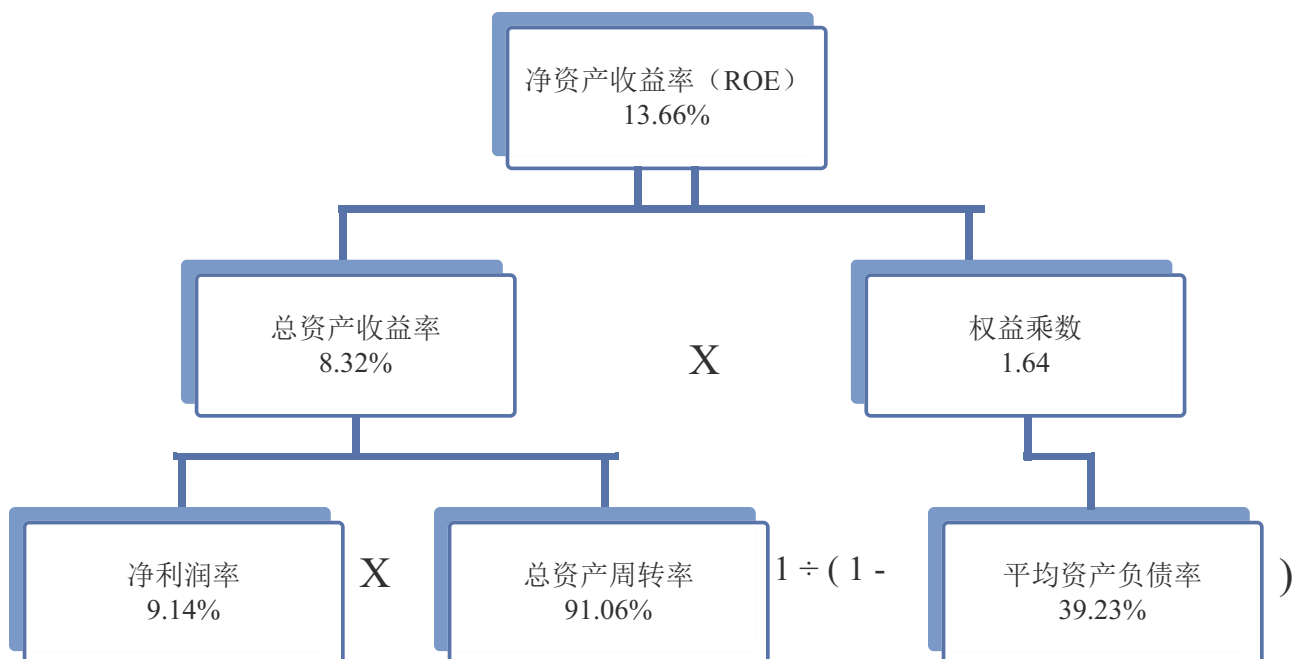 净资产收益率（ROE）
13.66%
总资产收益率
8.32%
X
权益乘数
1.64
净利润率
9.14%
X
总资产周转率
91.06%
1 ÷ ( 1 -
平均资产负债率
39.23%
)